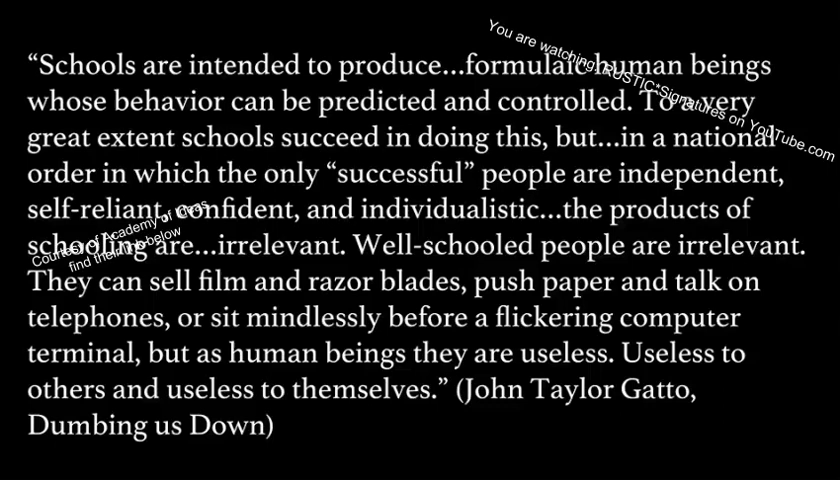 “Schools are intended to produce...formulaic human beings
whose behavior can be predicted and controlled. To a very
great extent schools succeed in doing this, but...in a national
order in which the only “successful” people are independent,
self-reliant, confident, and individualistic...the products of
schooling are...irrelevant. Well-schooled people are irrelevant.
They can sell film and razor blades, push paper and talk on
telephones, or sit mindlessly before a flickering computer
terminal, but as human beings they are useless. Useless to
others and useless to themselves.” (John Taylor Gatto,
Dumbing us Down)
You are watching *RUSTIC*Signatures on YouTube.com
Courtesy of Academy of Ideas
find their link below